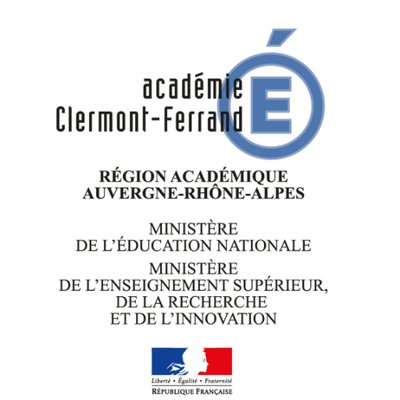 académie
Clermont-Ferrand
É
RÉGION ACADÉMIQUE
AUVERGNE-RHÔNE-ALPES
MINISTÈRE
DE L'ÉDUCATION NATIONALE
MINISTÈRE
DE L'ENSEIGNEMENT SUPÉRIEUR,
DE LA RECHERCHE
ET DE L'INNOVATION
Liberté • Égalité • Fraternité
RÉPUBLIQUE FRANÇAISE